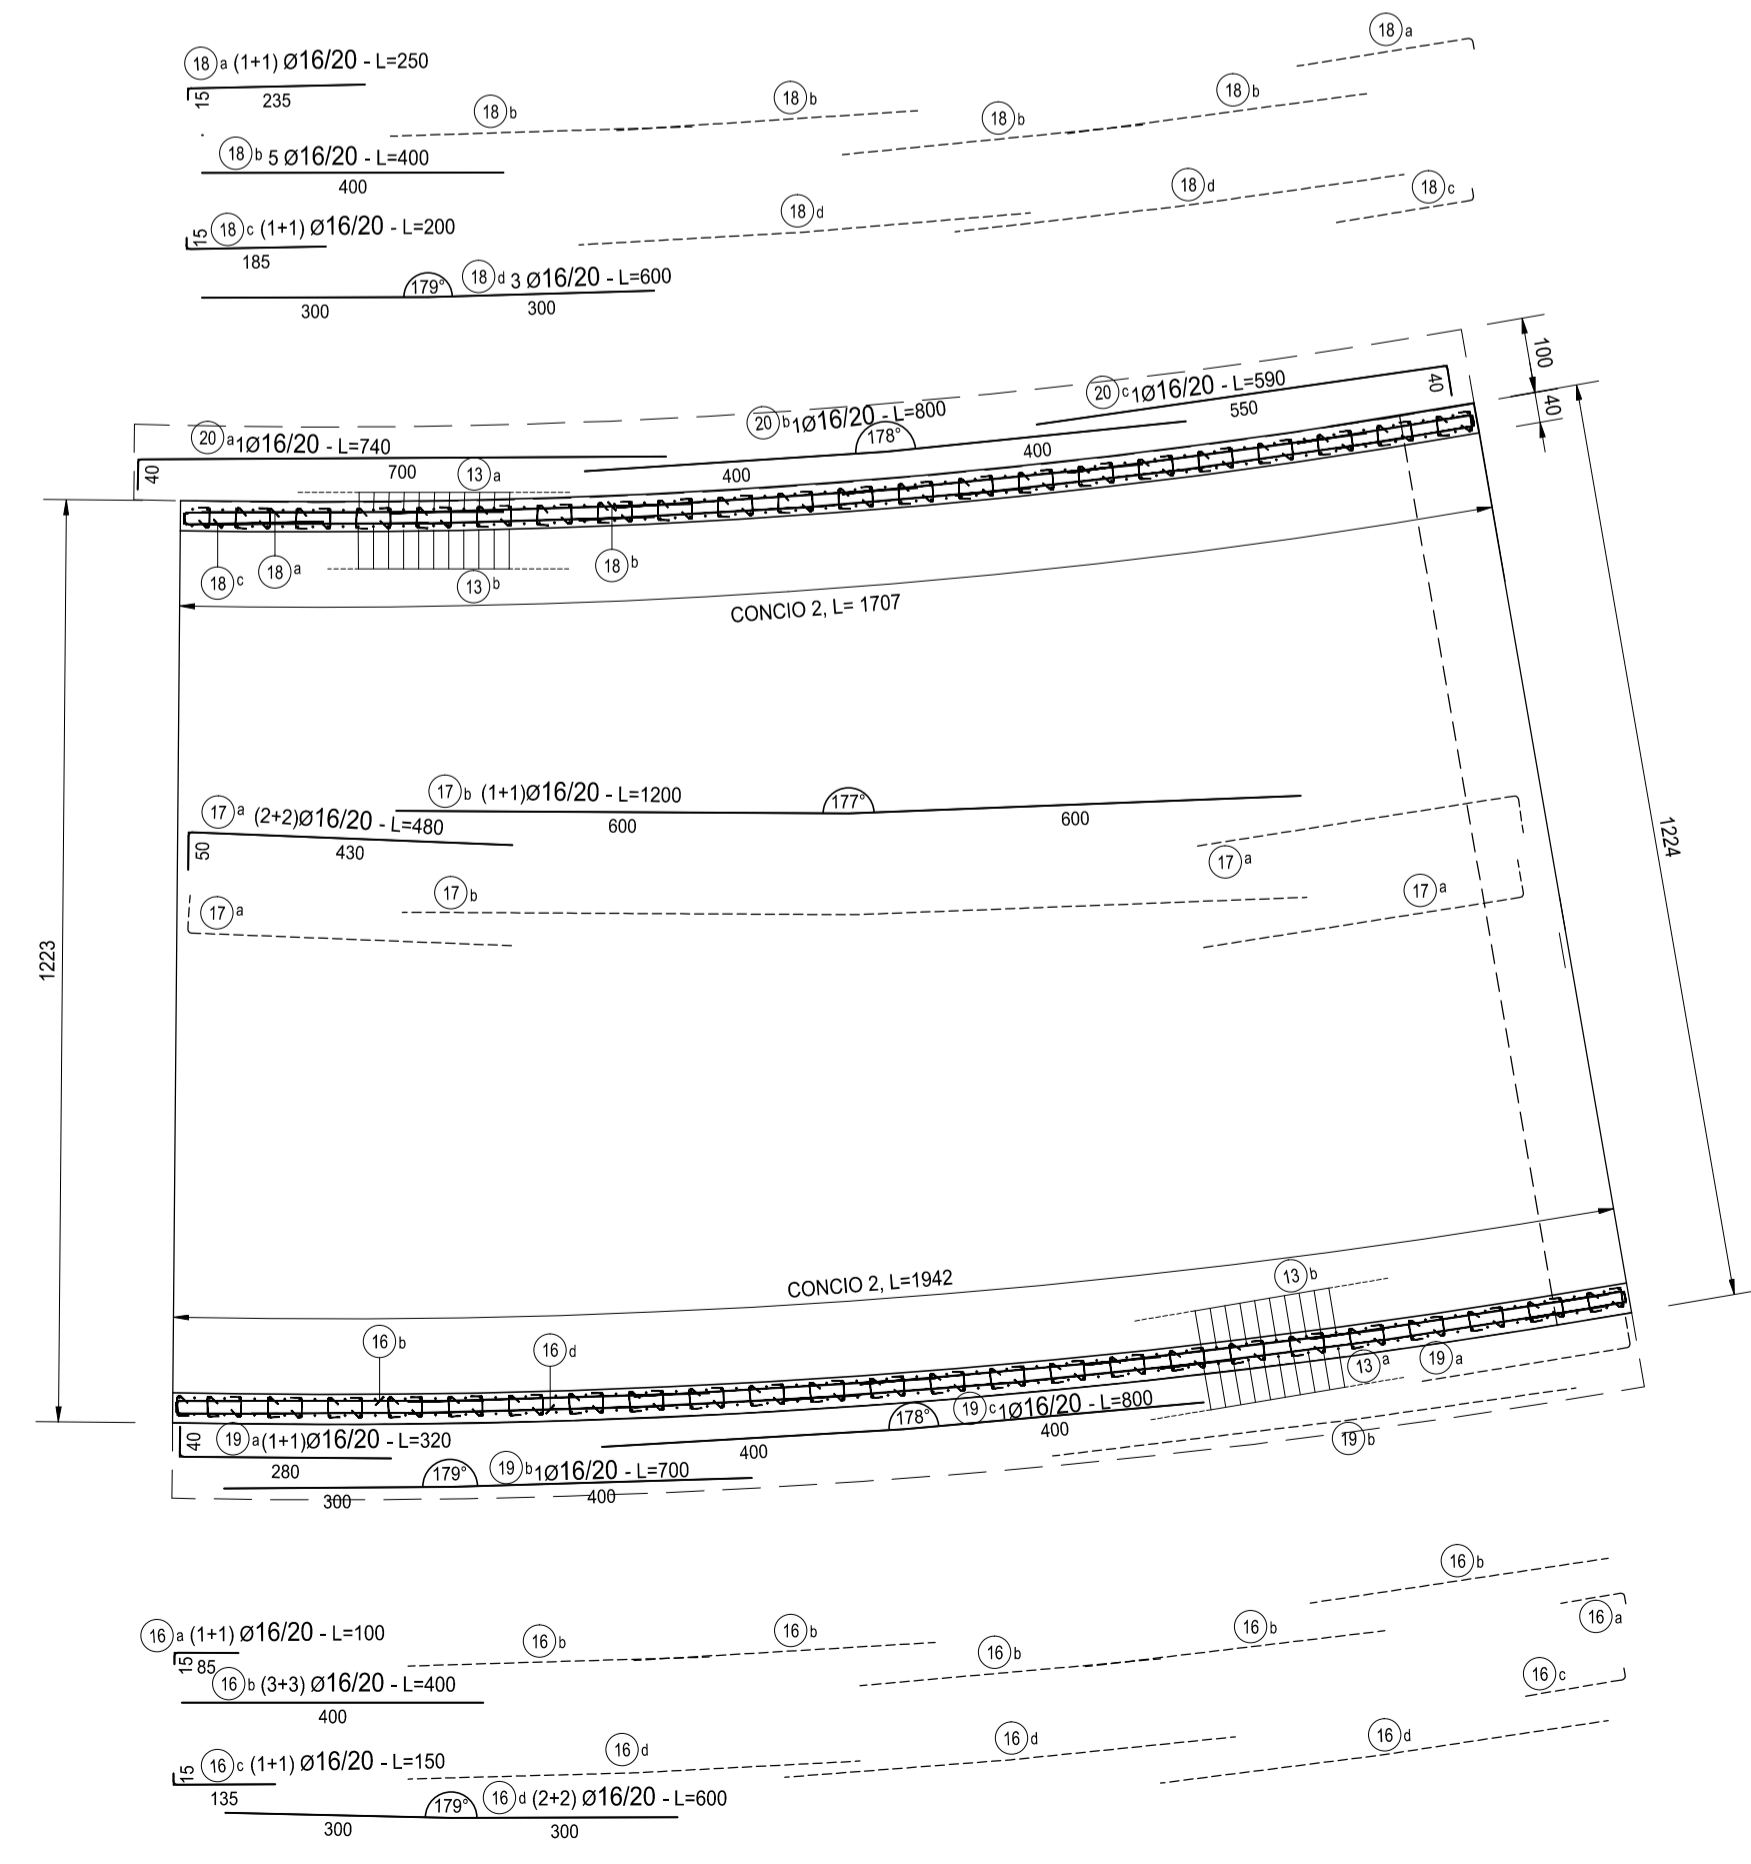 18 a
18 a (1+1) Ø16/20 - L=250
15
235
18 b
18 b
18 b
18 b
18 b 5 Ø16/20 - L=400
400
18 d
18 d
18 c
15
18 c (1+1) Ø16/20 - L=200
185
179°
18 d 3 Ø16/20 - L=600
300
300
100
40
20 a 1Ø16/20 - L=740
40
700
13 a
20 b 1Ø16/20 - L=800
178°
400
400
20 c 1Ø16/20 - L=590
550
40
18 c
18 a
13 b
18 b
CONCIO 2, L= 1707
17 b (1+1)Ø16/20 - L=1200
177°
600
600
17 a (2+2)Ø16/20 - L=480
50
430
17 a
17 a
17 b
17 a
1223
1224
CONCIO 2, L=1942
13 b
16 b
16 d
13 a
19 a
40
19 a (1+1)Ø16/20 - L=320
280
178°
19 c 1Ø16/20 - L=800
400
400
19 b
179°
19 b 1Ø16/20 - L=700
300
400
16 b
16 a
16 a (1+1) Ø16/20 - L=100
15
85
16 b
16 b
16 b
16 b
16 b (3+3) Ø16/20 - L=400
400
16 c
16 d
16 d
16 d
15
16 c (1+1) Ø16/20 - L=150
135
179°
16 d (2+2) Ø16/20 - L=600
300
300